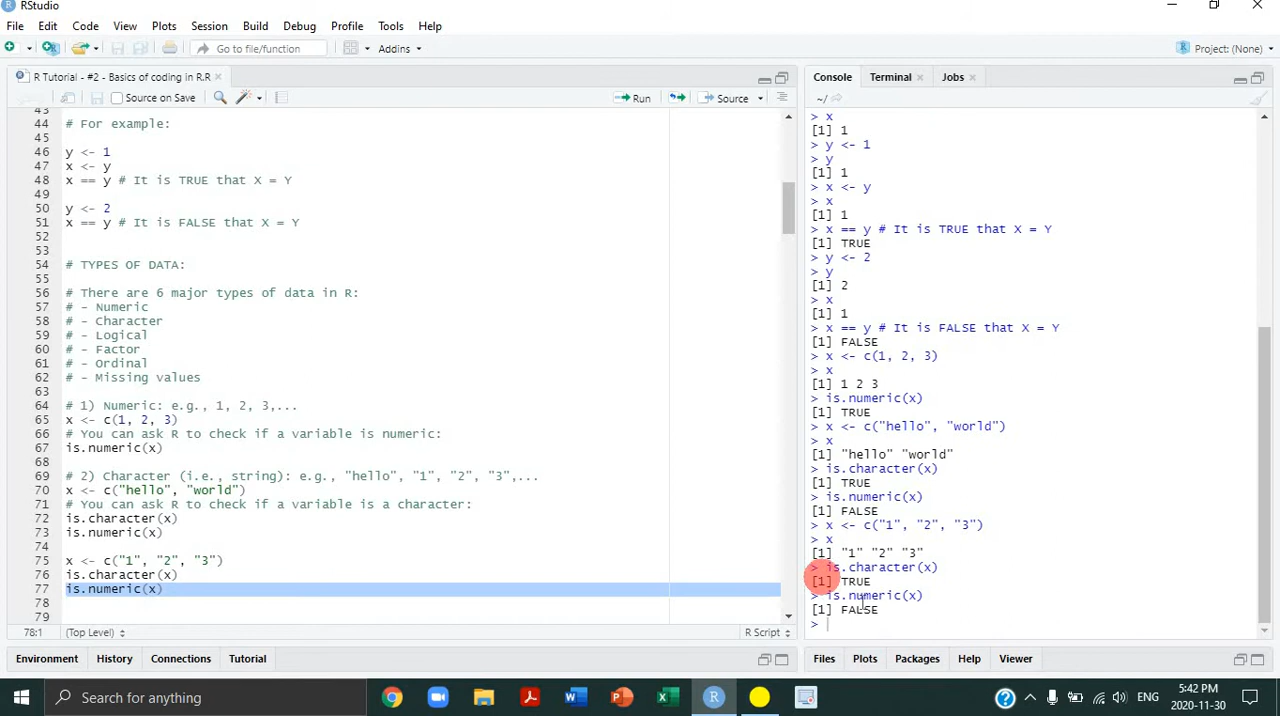 RStudio
File Edit Code View Plots Session Build Debug Profile Tools Help
Go to file/function Addins Project: (None)
R Tutorial - #2 - Basics of coding in R.R
Source on Save Run Source
43
44 # For example:
45
46 y <- 1
47 x <- y
48 x == y # It is TRUE that X = Y
49
50 y <- 2
51 x == y # It is FALSE that X = Y
52
53
54 # TYPES OF DATA:
55
56 # There are 6 major types of data in R:
57 # - Numeric
58 # - Character
59 # - Logical
60 # - Factor
61 # - Ordinal
62 # - Missing values
63
64 # 1) Numeric: e.g., 1, 2, 3,...
65 x <- c(1, 2, 3)
66 # You can ask R to check if a variable is numeric:
67 is.numeric(x)
68
69 # 2) Character (i.e., string): e.g., "hello", "1", "2", "3",...
70 x <- c("hello", "world")
71 # You can ask R to check if a variable is a character:
72 is.character(x)
73 is.numeric(x)
74
75 x <- c("1", "2", "3")
76 is.character(x)
77 is.numeric(x)
78
79
78:1 (Top Level) R Script
Environment History Connections Tutorial
Console Terminal Jobs
~/
> x
[1] 1
> y <- 1
> y
[1] 1
> x <- y
> x
[1] 1
> x == y # It is TRUE that X = Y
[1] TRUE
> y <- 2
> y
[1] 2
> x
[1] 1
> x == y # It is FALSE that X = Y
[1] FALSE
> x <- c(1, 2, 3)
> x
[1] 1 2 3
> is.numeric(x)
[1] TRUE
> x <- c("hello", "world")
> x
[1] "hello" "world"
> is.character(x)
[1] TRUE
> is.numeric(x)
[1] FALSE
> x <- c("1", "2", "3")
> x
[1] "1" "2" "3"
> is.character(x)
[1] TRUE
> is.numeric(x)
[1] FALSE
>
Files Plots Packages Help Viewer
Search for anything
ENG
5:42 PM
2020-11-30